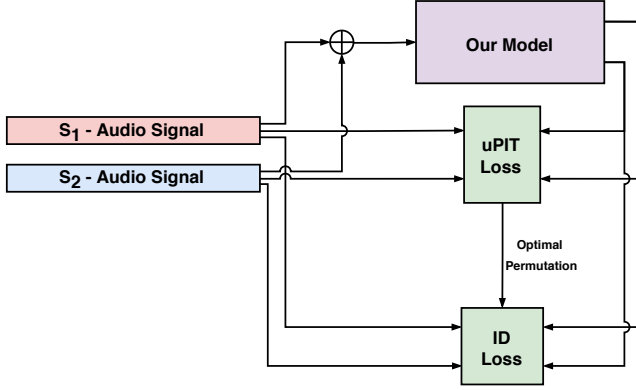 Our Model
S₁ - Audio Signal
S₂ - Audio Signal
uPIT
Loss
Optimal
Permutation
ID
Loss